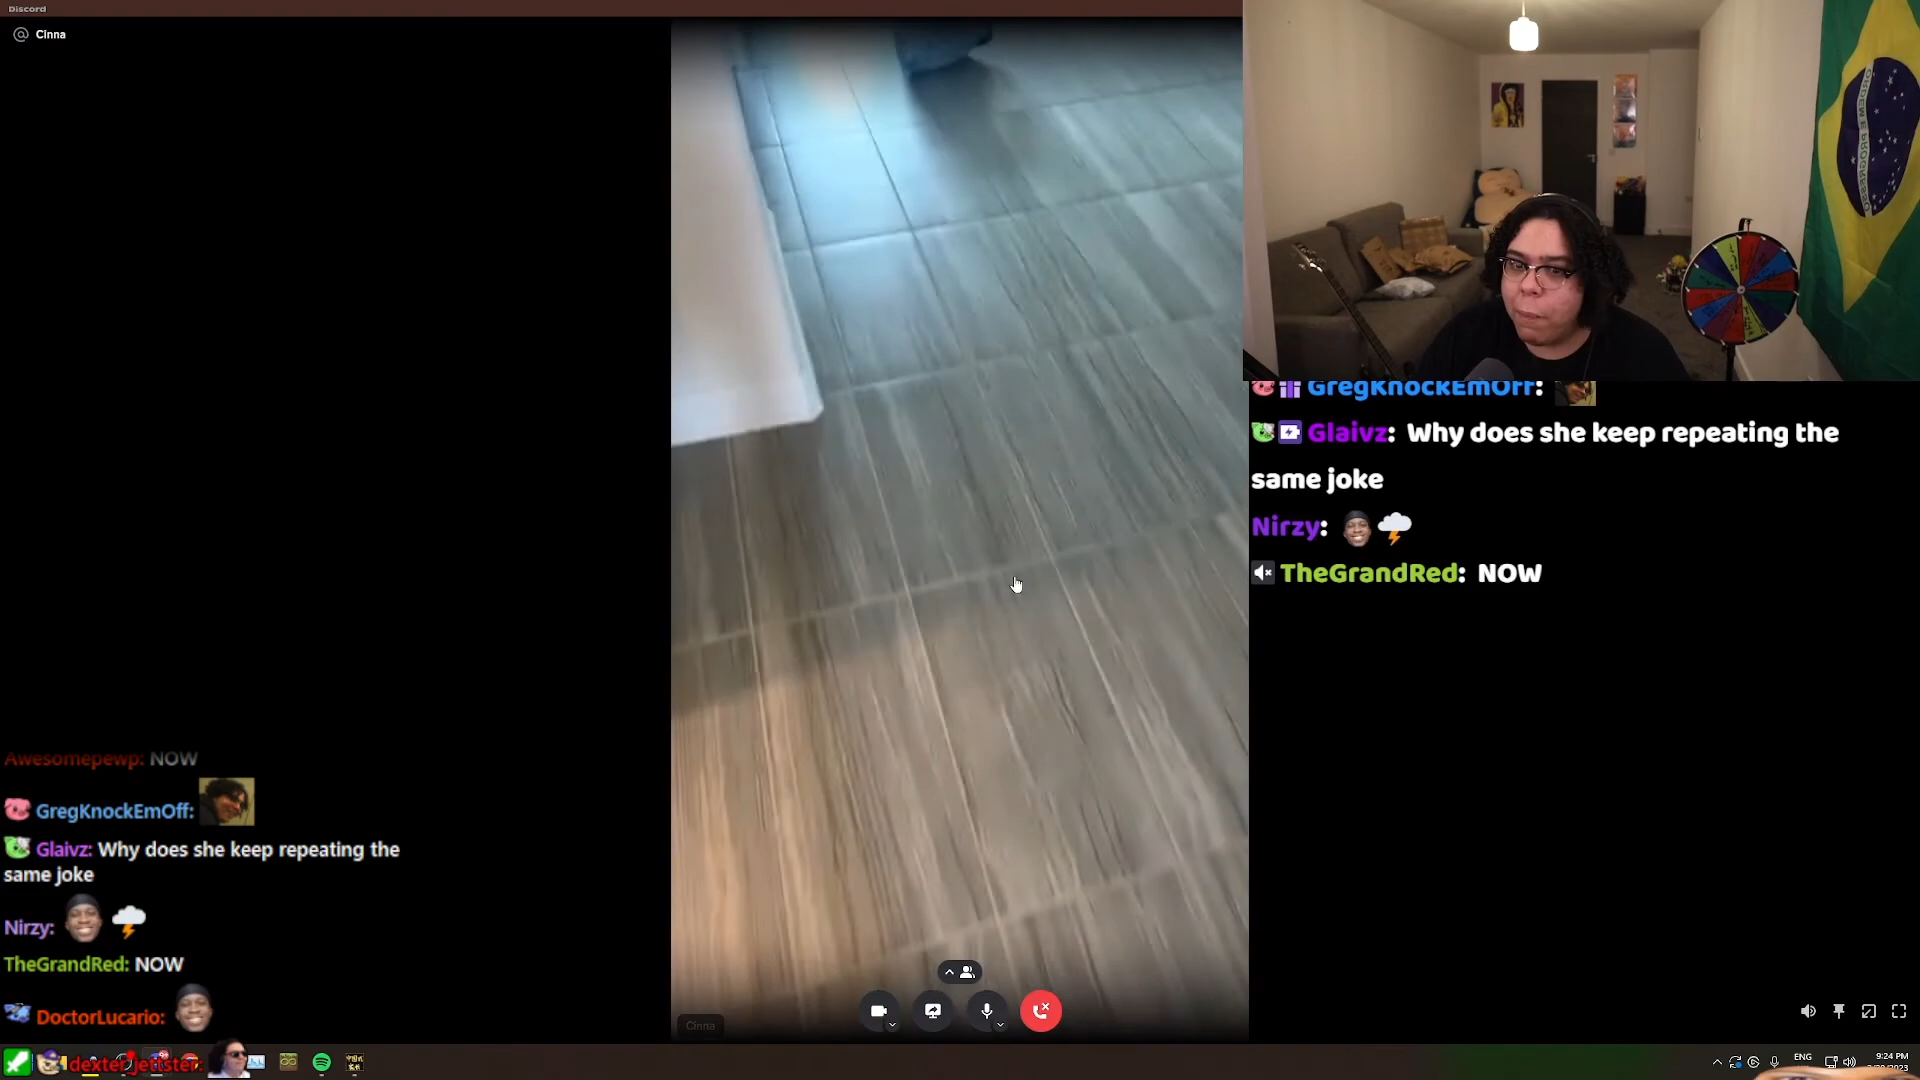 Discord
Cinna
GregKnockEmOff:
Glaivz: Why does she keep repeating the
same joke
Nirzy:
TheGrandRed: NOW
Awesomepewp: NOW
GregKnockEmOff:
Glaivz: Why does she keep repeating the
same joke
Nirzy:
TheGrandRed: NOW
DoctorLucario:
Cinna
dexter_jettster:
ENG
9:24 PM